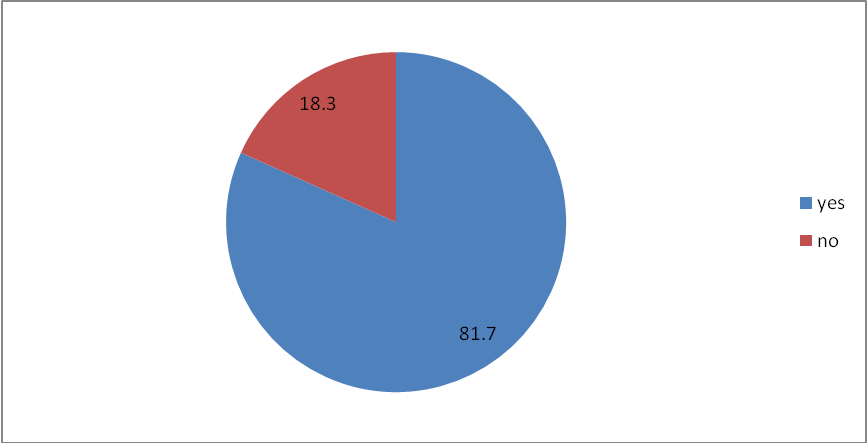 18.3
81.7
yes
no